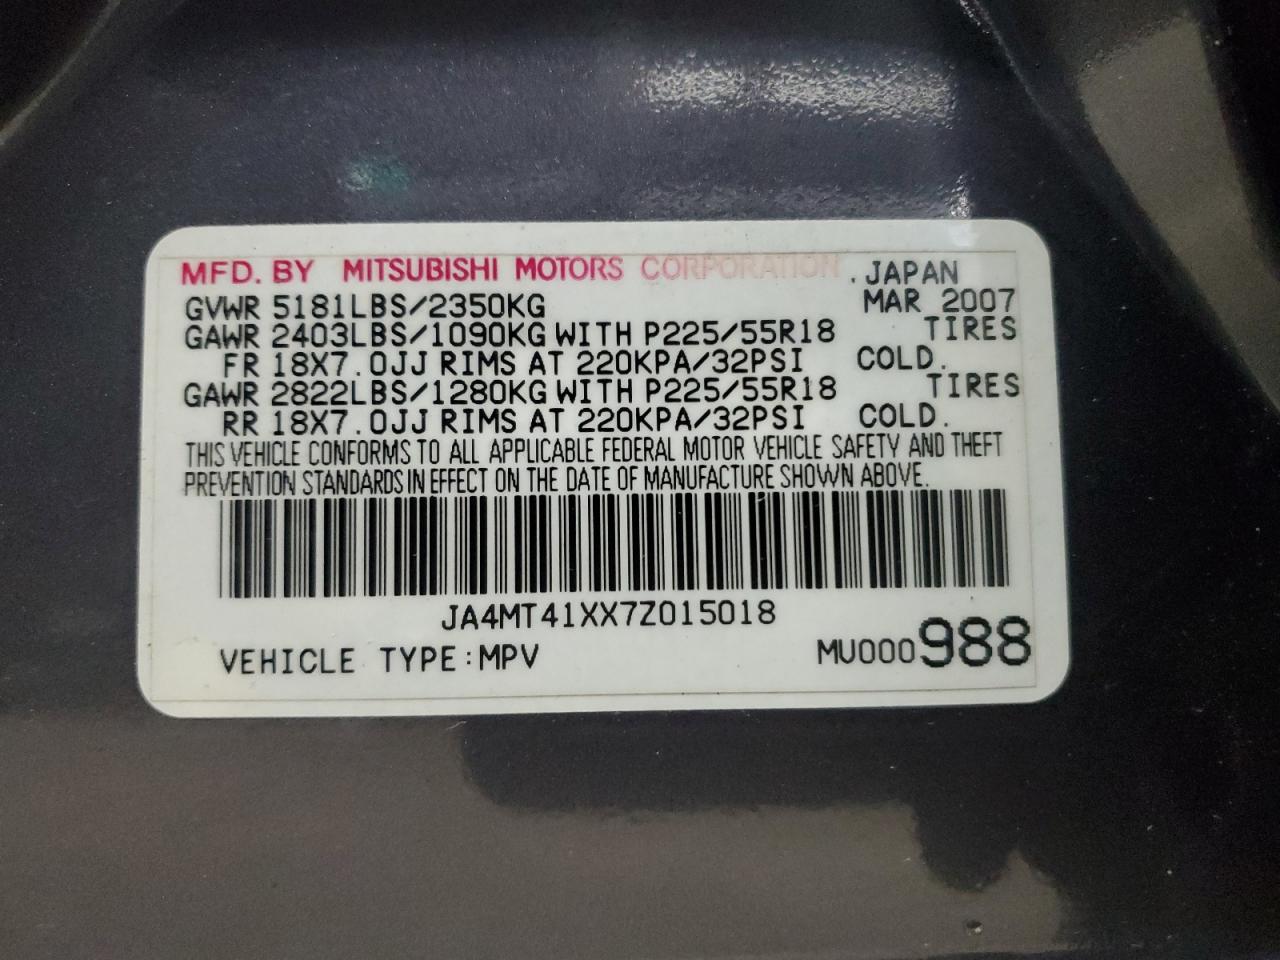 MFD. BY MITSUBISHI MOTORS CORPORATION. JAPAN
GVWR 5181LBS/2350KG MAR 2007
GAWR 2403LBS/1090KG WITH P225/55R18 TIRES
FR 18X7.0JJ RIMS AT 220KPA/32PSI COLD.
GAWR 2822LBS/1280KG WITH P225/55R18 TIRES
RR 18X7.0JJ RIMS AT 220KPA/32PSI COLD.
THIS VEHICLE CONFORMS TO ALL APPLICABLE FEDERAL MOTOR VEHICLE SAFETY AND THEFT
PREVENTION STANDARDS IN EFFECT ON THE DATE OF MANUFACTURE SHOWN ABOVE.
JA4MT41XX7Z015018
VEHICLE TYPE:MPV MU000988